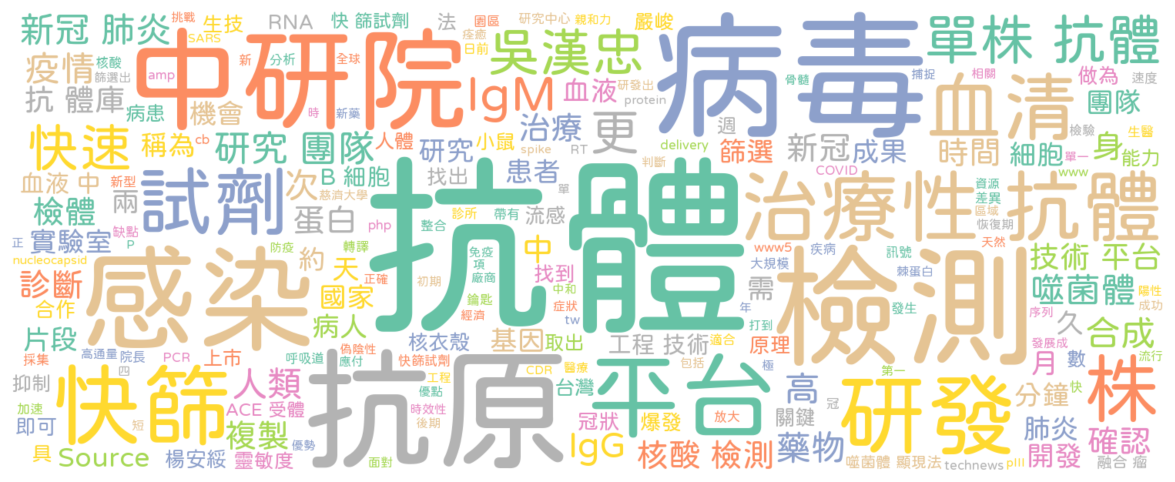 新冠 肺炎
挑戰
生技
RNA
快 篩試劑
法
園區
研究中心
親和力
嚴峻
SARS
痊癒
日前
中研院
吳漢忠
病毒
單株 抗體
疫情
核酸
篩選出
amp
新
分析
全球
IgM
血液
研發出
protein
骨髓
捕捉
相關
做為
速度
抗 體庫
病患
機會
時
新藥
團隊
血清
快速
稱為
cb
研究 團隊
人體
小鼠
治療
spike
RT
更
週
delivery
篩選
新冠
成果
檢驗
生醫
時間
細胞
單一
身
能力
www
研究
B 細胞
找出
患者
判斷
COVID
血液 中
新型
慈濟大學
次
單
檢體
兩
缺點
P
試劑
蛋白
php
整合
診所
帶有
流感
抗體
治療性 抗體
資源
差異
區域
恢復期
正
實驗室
防疫
轉譯
約
中
免疫
項
廠商
www5
疾病
訊號
天然
技術 平台
nucleocapsid
感染
天
正確
初期
找到
中和
大規模
棘蛋白
檢測
診斷
合作
國家
鑰匙
症狀
需
噬菌體
陽性
成功
經濟
tw
年
發生
序列
久
片段
病人
核衣殼
基因
取出
打到
工程 技術
適合
原理
發展成
合成
採集
高通量
院長
PCR
上市
呼吸道
偽陰性
應付
快篩試劑
CDR
醫療
包括
極
月
數
流行
抑制
四
快篩
人類
優點
工程
抗原
台灣
平台
高
第一
研發
分鐘
快
株
加速
ACE 受體
時效性
後期
冠狀
爆發
放大
關鍵
冠
即可
短
複製
優勢
肺炎
確認
具
Source
楊安綏
靈敏度
面對
IgG
核酸 檢測
藥物
噬菌體 顯現法
technews
pIII
開發
融合 瘤